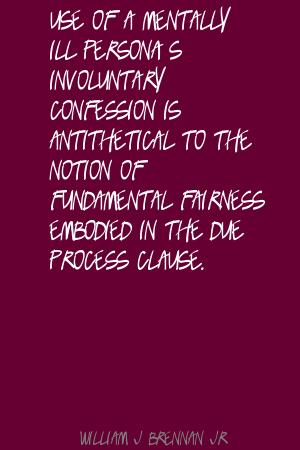 USE OF A MENTALLY
ILL PERSONA S
INVOLUNTARY
CONFESSION IS
ANTITHETICAL TO THE
NOTION OF
FUNDAMENTAL FAIRNESS
EMBODIED IN THE DUE
PROCESS CLAUSE.
WILLIAM J BRENNAN JR